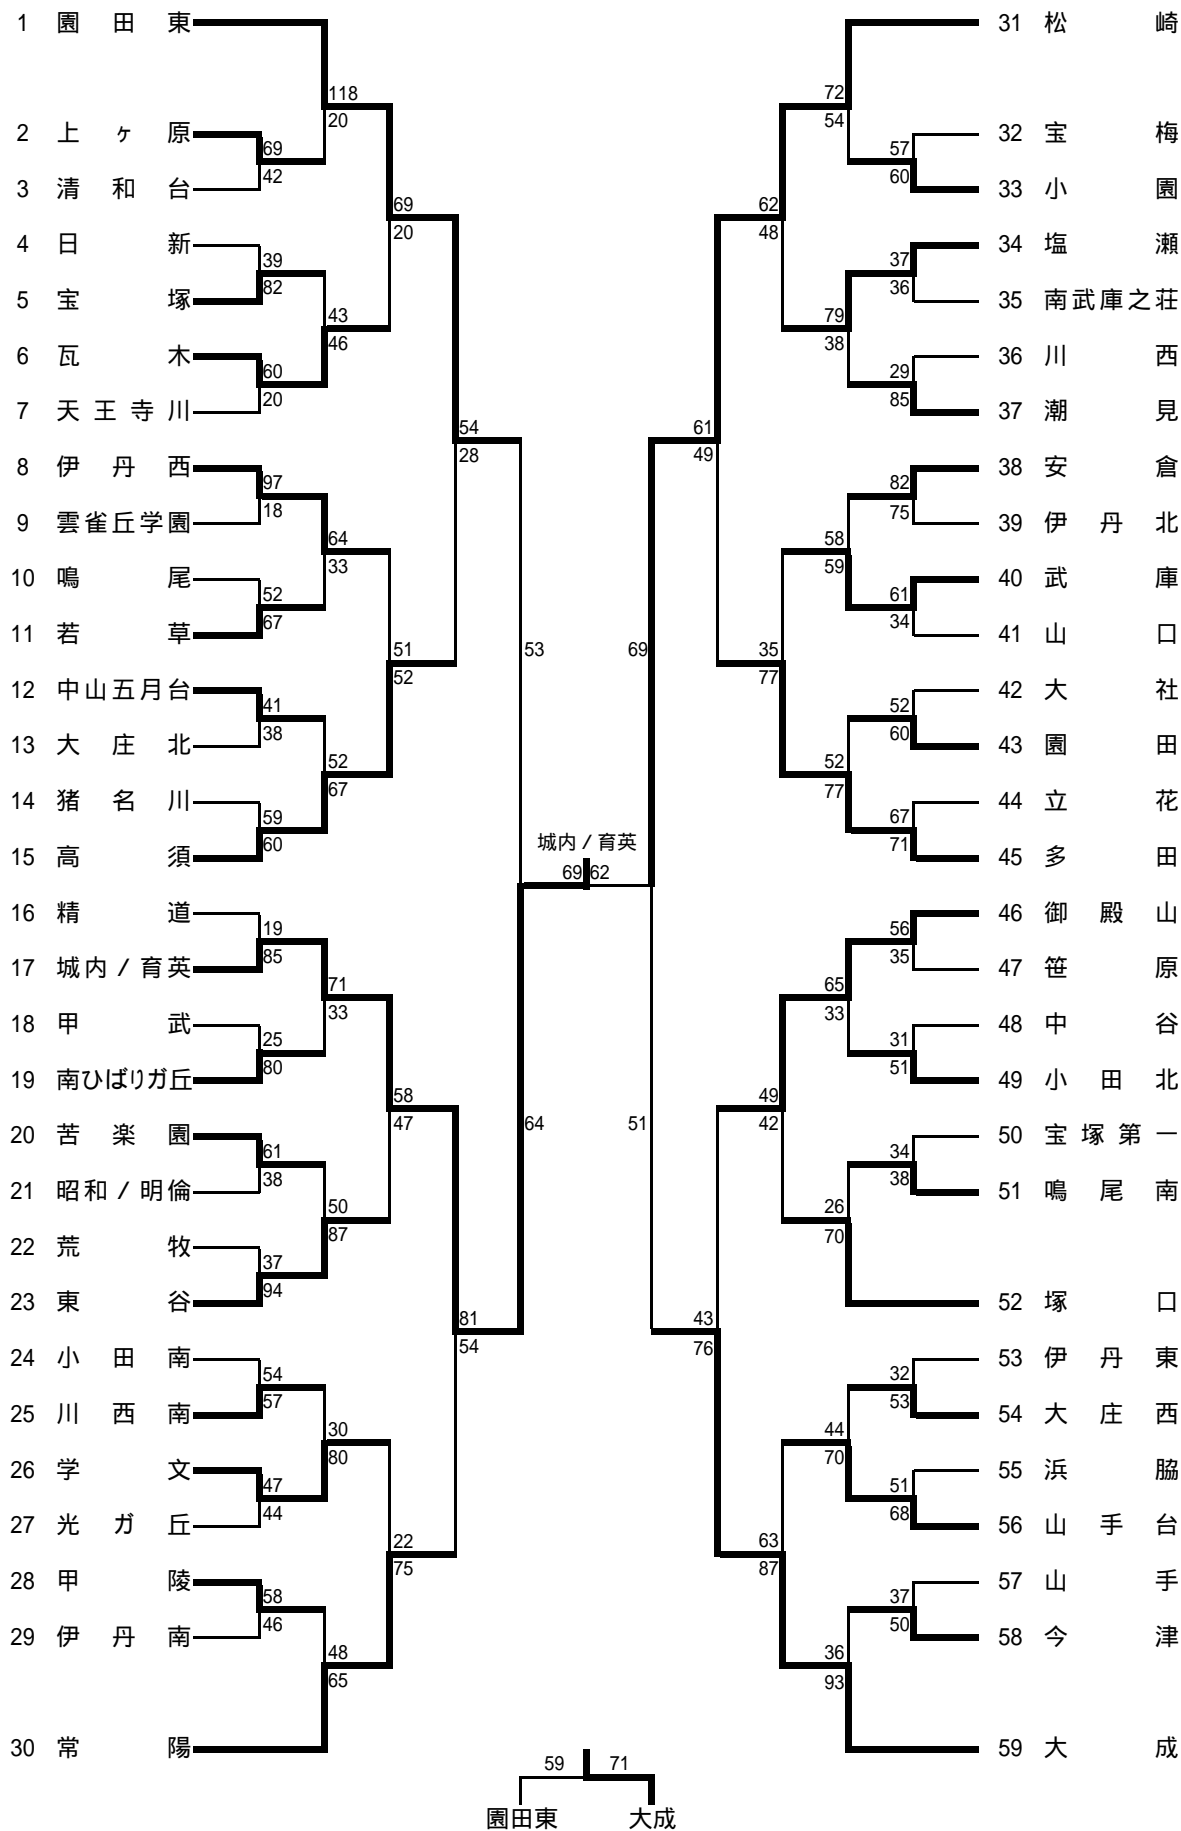 1 園田東
2 上ヶ原
3 清和台
4 日新
5 宝塚
6 瓦木
7 天王寺川
8 伊丹西
9 雲雀丘学園
10 鳴尾
11 若草
12 中山五月台
13 大庄北
14 猪名川
15 高須
16 精道
17 城内/育英
18 甲武
19 南ひばりガ丘
20 苦楽園
21 昭和/明倫
22 荒牧
23 東谷
24 小田南
25 川西南
26 学文
27 光ガ丘
28 甲陵
29 伊丹南
30 常陽
69
42
39
82
60
20
97
18
52
67
41
38
59
60
19
85
25
80
61
38
37
94
54
57
47
44
58
46
118
20
43
46
64
33
52
67
71
33
50
87
30
80
48
65
69
20
51
52
58
47
22
75
54
28
81
54
53
64
城内/育英
69 62
69
51
61
49
43
76
62
48
35
77
49
42
63
87
72
54
79
38
58
59
52
77
65
33
26
70
44
70
36
93
57
60
37
36
29
85
82
75
61
34
52
60
67
71
56
35
31
51
34
38
32
53
51
68
37
50
31 松崎
32 宝梅
33 小園
34 塩瀬
35 南武庫之荘
36 川西
37 潮見
38 安倉
39 伊丹北
40 武庫
41 山口
42 大社
43 園田
44 立花
45 多田
46 御殿山
47 笹原
48 中谷
49 小田北
50 宝塚第一
51 鳴尾南
52 塚口
53 伊丹東
54 大庄西
55 浜脇
56 山手台
57 山手
58 今津
59 大成
59 71
園田東 大成